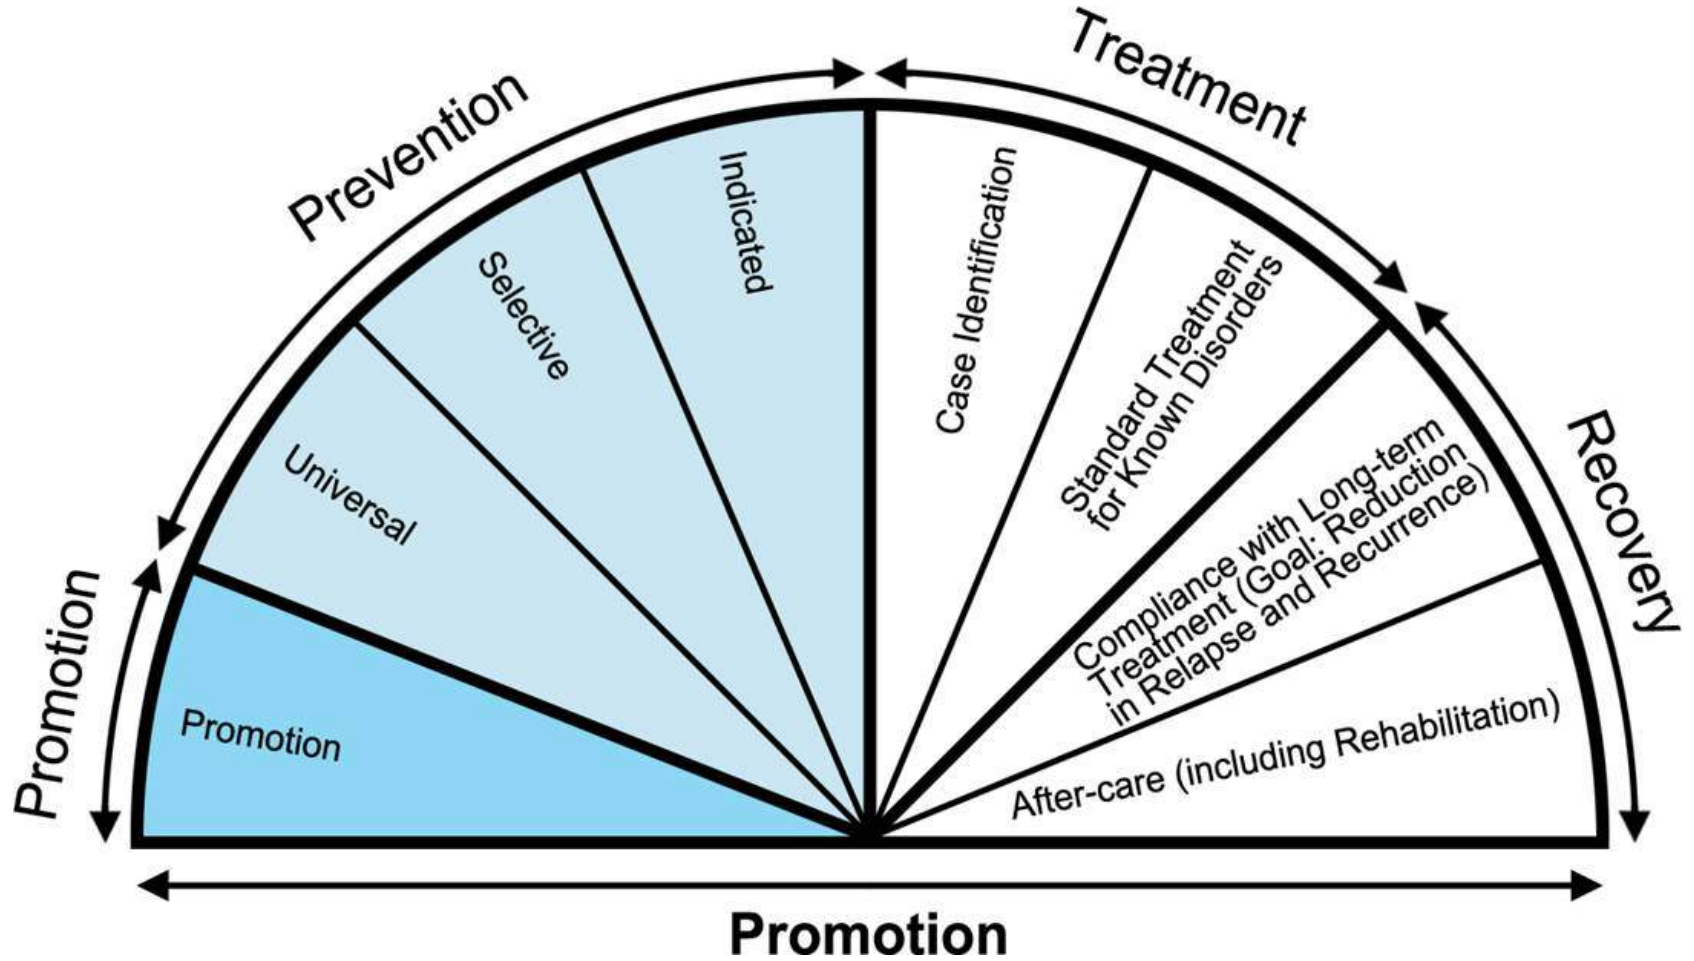 Promotion
Prevention
Treatment
Recovery
Promotion
Universal
Selective
Indicated
Case Identification
Standard Treatment
for Known Disorders
Compliance with Long-term
Treatment (Goal: Reduction
in Relapse and Recurrence)
After-care (including Rehabilitation)
Promotion